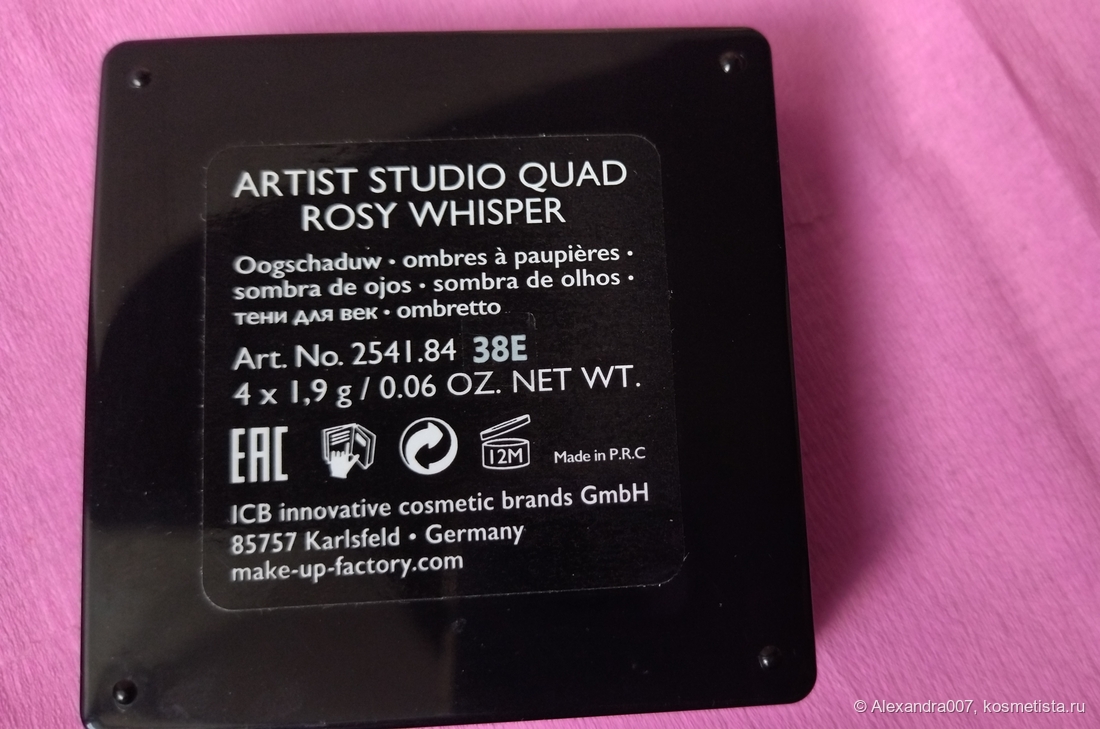 ARTIST STUDIO QUAD
ROSY WHISPER
Oogschaduw • ombres à paupières •
sombra de ojos • sombra de olhos •
тени для век • ombretto
Art. No. 2541.84 38E
4 x 1,9 g / 0.06 OZ. NET WT.
EAC
12M
Made in P.R.C
ICB innovative cosmetic brands GmbH
85757 Karlsfeld • Germany
make-up-factory.com
© Alexandra007, kosmetista.ru